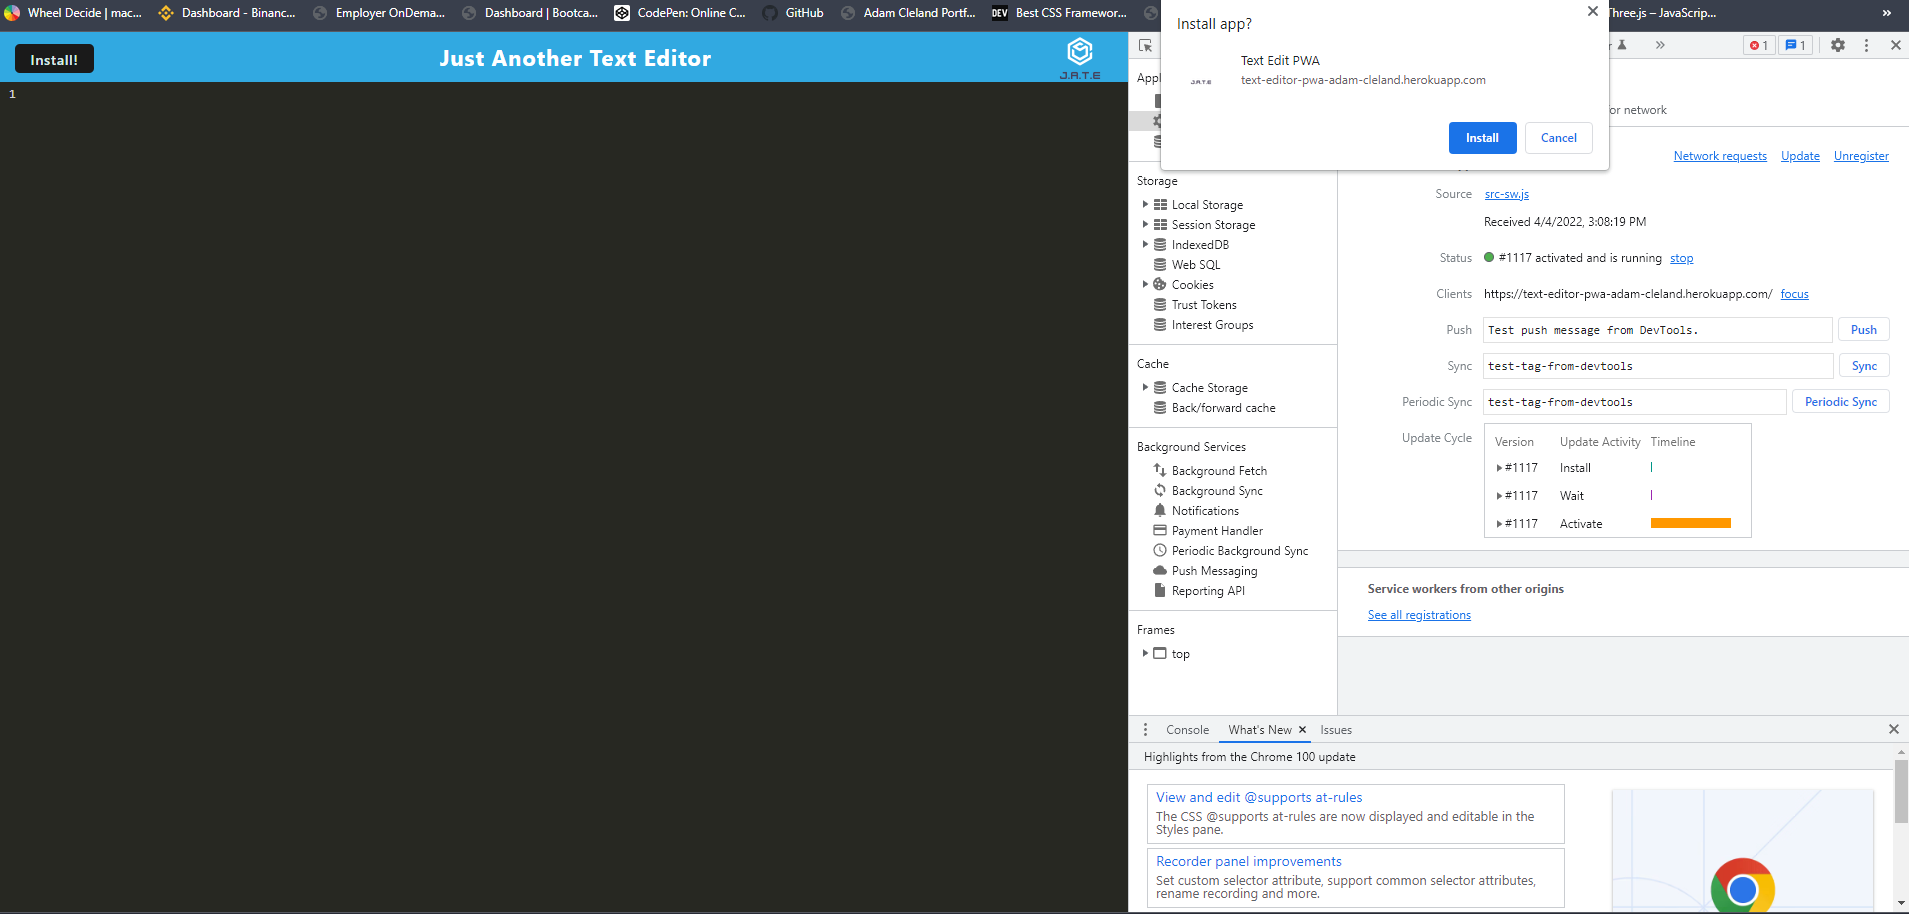 Wheel Decide | mac...
Dashboard - Binanc...
Employer OnDema...
Dashboard | Bootca...
CodePen: Online C...
GitHub
Adam Cleland Portf...
DEV Best CSS Framewor...
Three.js – JavaScrip...
»
Install!
Just Another Text Editor
J.A.T.E
1
Install app?
J.A.T.E
Text Edit PWA
text-editor-pwa-adam-cleland.herokuapp.com
Install
Cancel
»
1
1
Appl
or network
Network requests
Update
Unregister
Source
src-sw.js
Received 4/4/2022, 3:08:19 PM
Status
#1117 activated and is running
stop
Clients
https://text-editor-pwa-adam-cleland.herokuapp.com/
focus
Push
Test push message from DevTools.
Push
Sync
test-tag-from-devtools
Sync
Periodic Sync
test-tag-from-devtools
Periodic Sync
Update Cycle
Version Update Activity Timeline
#1117 Install
#1117 Wait
#1117 Activate
Service workers from other origins
See all registrations
Storage
Local Storage
Session Storage
IndexedDB
Web SQL
Cookies
Trust Tokens
Interest Groups
Cache
Cache Storage
Back/forward cache
Background Services
Background Fetch
Background Sync
Notifications
Payment Handler
Periodic Background Sync
Push Messaging
Reporting API
Frames
top
Console
What's New
Issues
Highlights from the Chrome 100 update
View and edit @supports at-rules
The CSS @supports at-rules are now displayed and editable in the
Styles pane.
Recorder panel improvements
Set custom selector attribute, support common selector attributes,
rename recording and more.